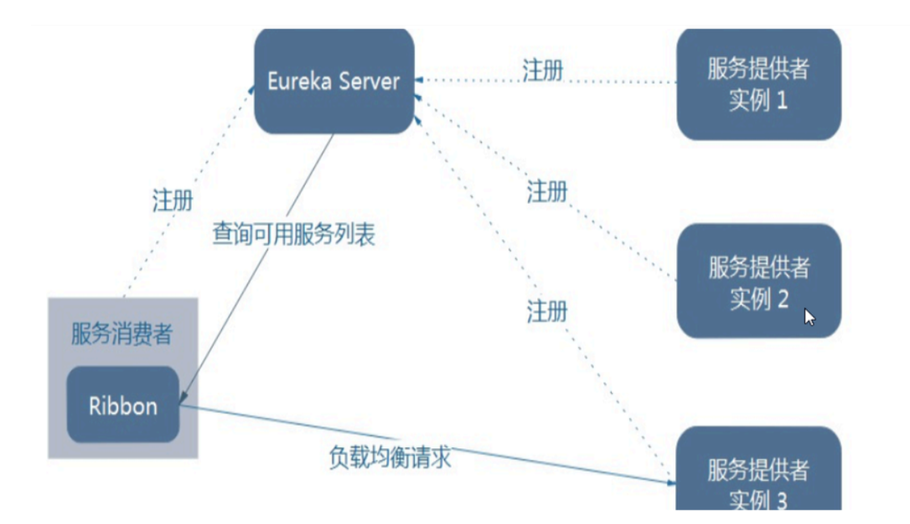 Eureka Server
注册
服务提供者
实例 1
注册
注册
查询可用服务列表
服务提供者
实例 2
注册
服务消费者
Ribbon
负载均衡请求
服务提供者
实例 3